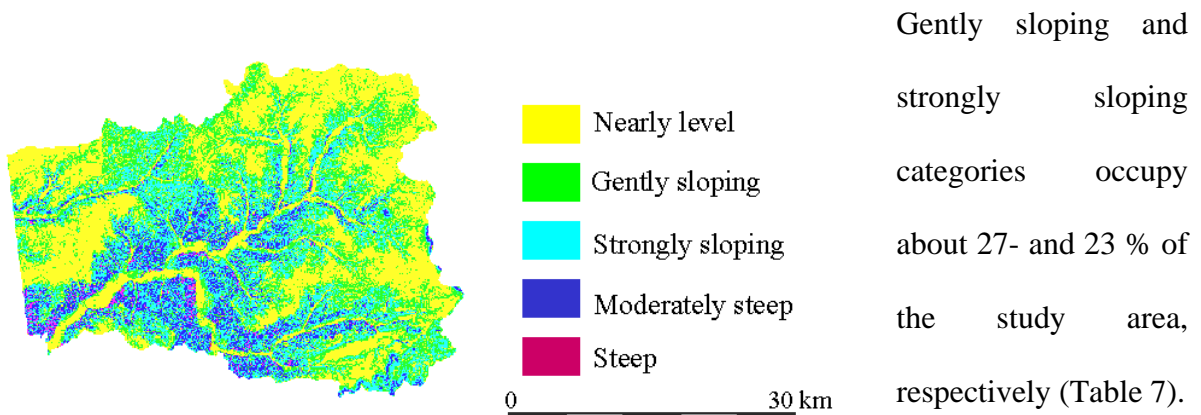 Nearly level
Gently sloping
Strongly sloping
Moderately steep
Steep
0 30 km
Gently sloping and
strongly sloping
categories occupy
about 27- and 23 % of
the study area,
respectively (Table 7).